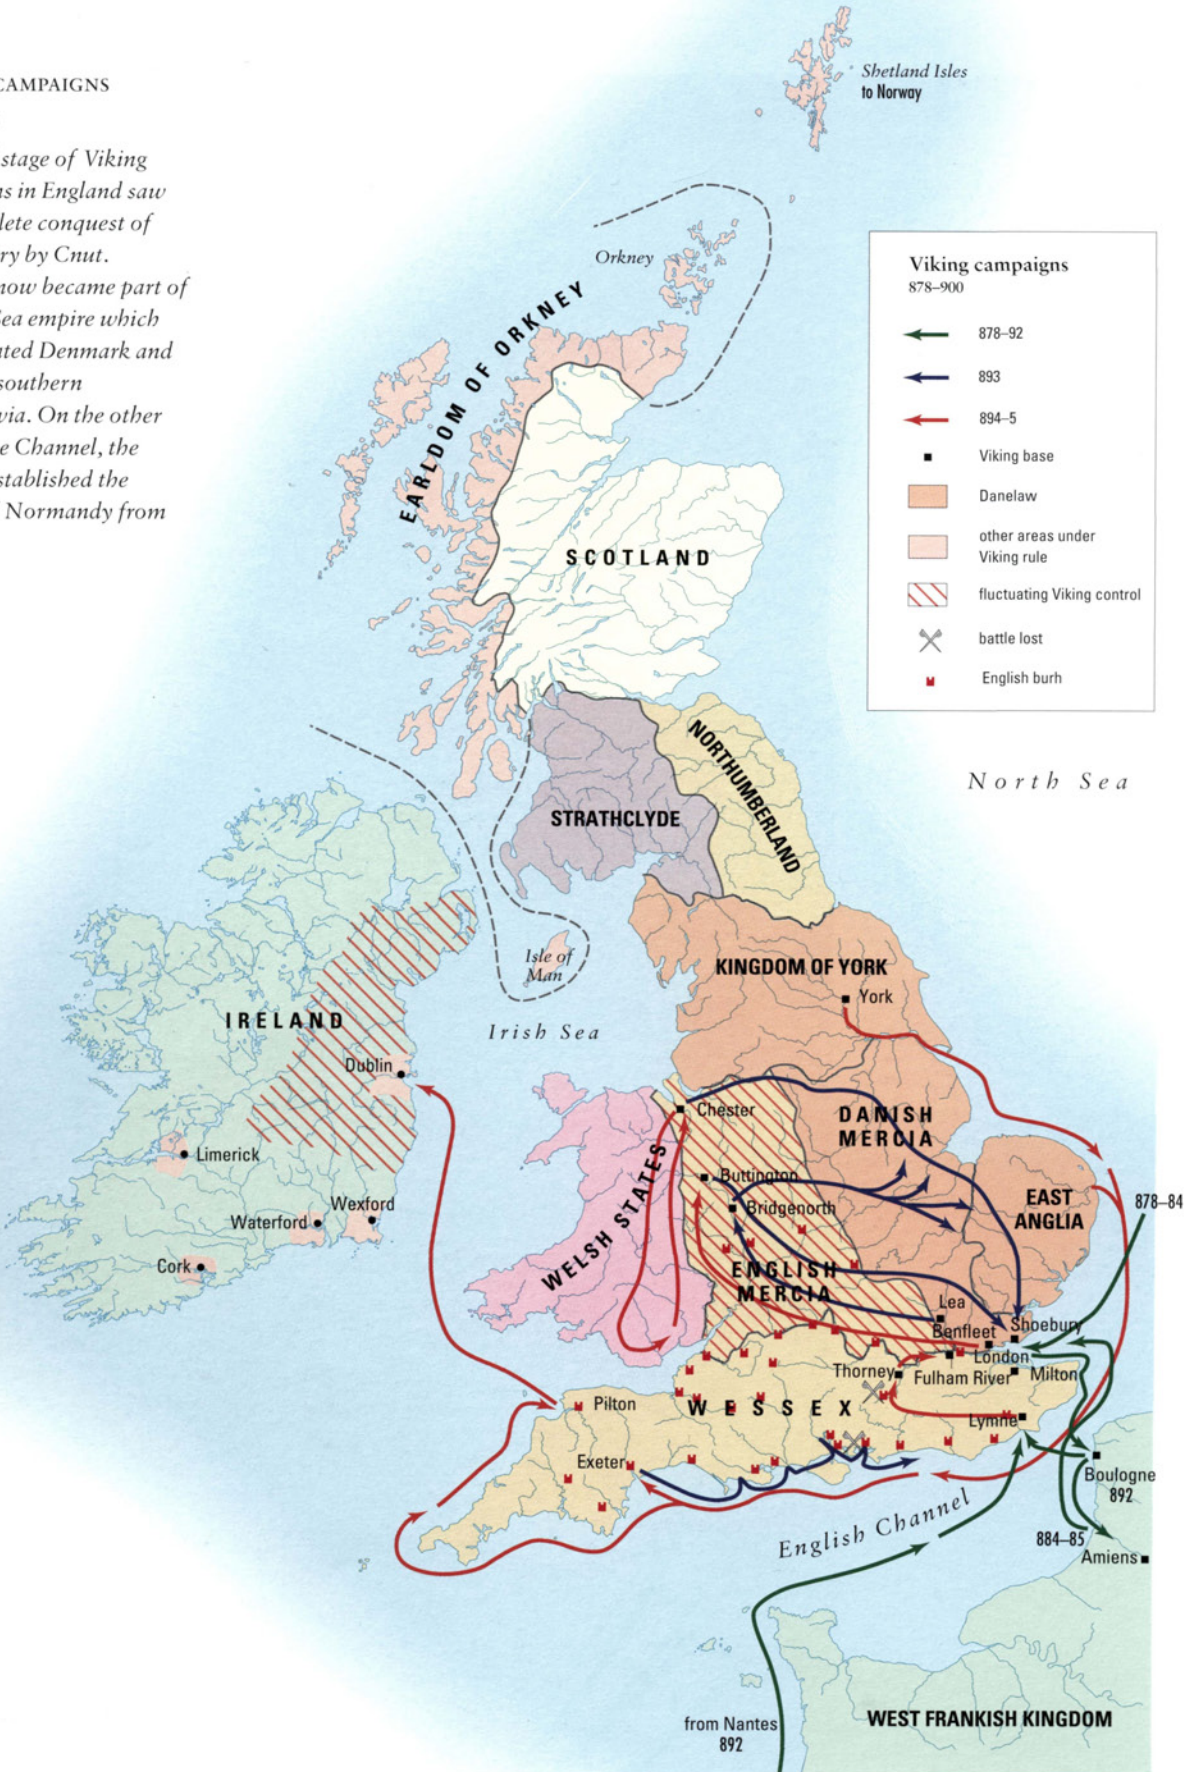 CAMPAIGNS
stage of Viking
ns in England saw
lete conquest of
ry by Cnut.
now became part of
Sea empire which
ated Denmark and
southern
via. On the other
e Channel, the
stablished the
Normandy from
Shetland Isles
to Norway
Orkney
EARLDOM OF ORKNEY
Viking campaigns
878–900
878–92
893
894–5
Viking base
Danelaw
other areas under
Viking rule
fluctuating Viking control
battle lost
English burh
SCOTLAND
NORTHUMBERLAND
North Sea
STRATHCLYDE
Isle of
Man
KINGDOM OF YORK
York
IRELAND
Irish Sea
Dublin
Chester
DANISH
MERCIA
Limerick
Buttington
WELSH STATES
Wexford
Waterford
Bridgenorth
EAST
ANGLIA
878–84
Cork
ENGLISH
MERCIA
Lea
Benfleet
Shoebury
London
Thorney
Fulham River
Milton
Pilton
WESSEX
Lymne
Exeter
Boulogne
892
English Channel
884–85
Amiens
from Nantes
892
WEST FRANKISH KINGDOM